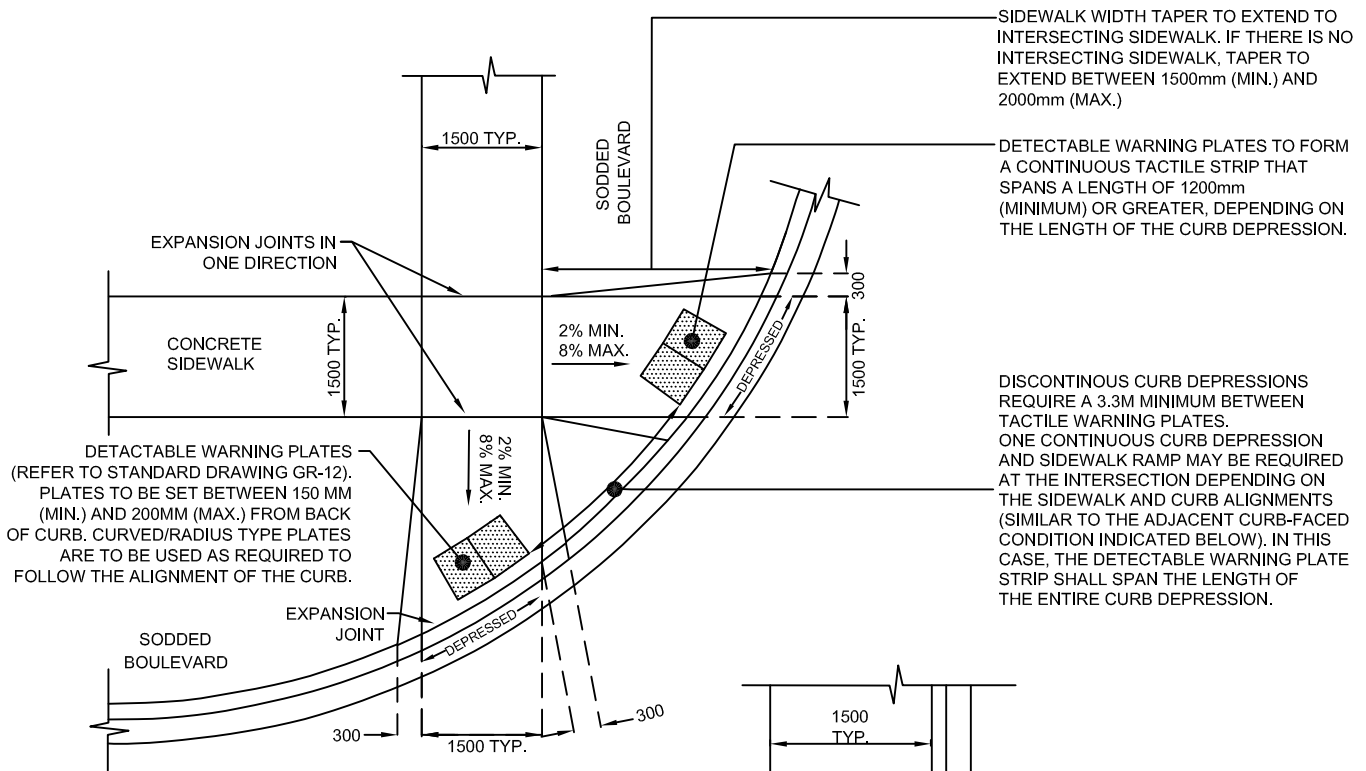 SIDEWALK WIDTH TAPER TO EXTEND TO
INTERSECTING SIDEWALK. IF THERE IS NO
INTERSECTING SIDEWALK, TAPER TO
EXTEND BETWEEN 1500mm (MIN.) AND
2000mm (MAX.)
1500 TYP.
SODDED
BOULEVARD
DETECTABLE WARNING PLATES TO FORM
A CONTINUOUS TACTILE STRIP THAT
SPANS A LENGTH OF 1200mm
(MINIMUM) OR GREATER, DEPENDING ON
THE LENGTH OF THE CURB DEPRESSION.
EXPANSION JOINTS IN
ONE DIRECTION
300
CONCRETE
SIDEWALK
1500 TYP.
2% MIN.
8% MAX.
DEPRESSED
1500 TYP.
DISCONTINOUS CURB DEPRESSIONS
REQUIRE A 3.3M MINIMUM BETWEEN
TACTILE WARNING PLATES.
ONE CONTINUOUS CURB DEPRESSION
AND SIDEWALK RAMP MAY BE REQUIRED
AT THE INTERSECTION DEPENDING ON
THE SIDEWALK AND CURB ALIGNMENTS
(SIMILAR TO THE ADJACENT CURB-FACED
CONDITION INDICATED BELOW). IN THIS
CASE, THE DETECTABLE WARNING PLATE
STRIP SHALL SPAN THE LENGTH OF
THE ENTIRE CURB DEPRESSION.
DETACTABLE WARNING PLATES
(REFER TO STANDARD DRAWING GR-12).
PLATES TO BE SET BETWEEN 150 MM
(MIN.) AND 200MM (MAX.) FROM BACK
OF CURB. CURVED/RADIUS TYPE PLATES
ARE TO BE USED AS REQUIRED TO
FOLLOW THE ALIGNMENT OF THE CURB.
2% MIN.
8% MAX.
EXPANSION
JOINT
DEPRESSED
SODDED
BOULEVARD
300
1500 TYP.
300
1500
TYP.